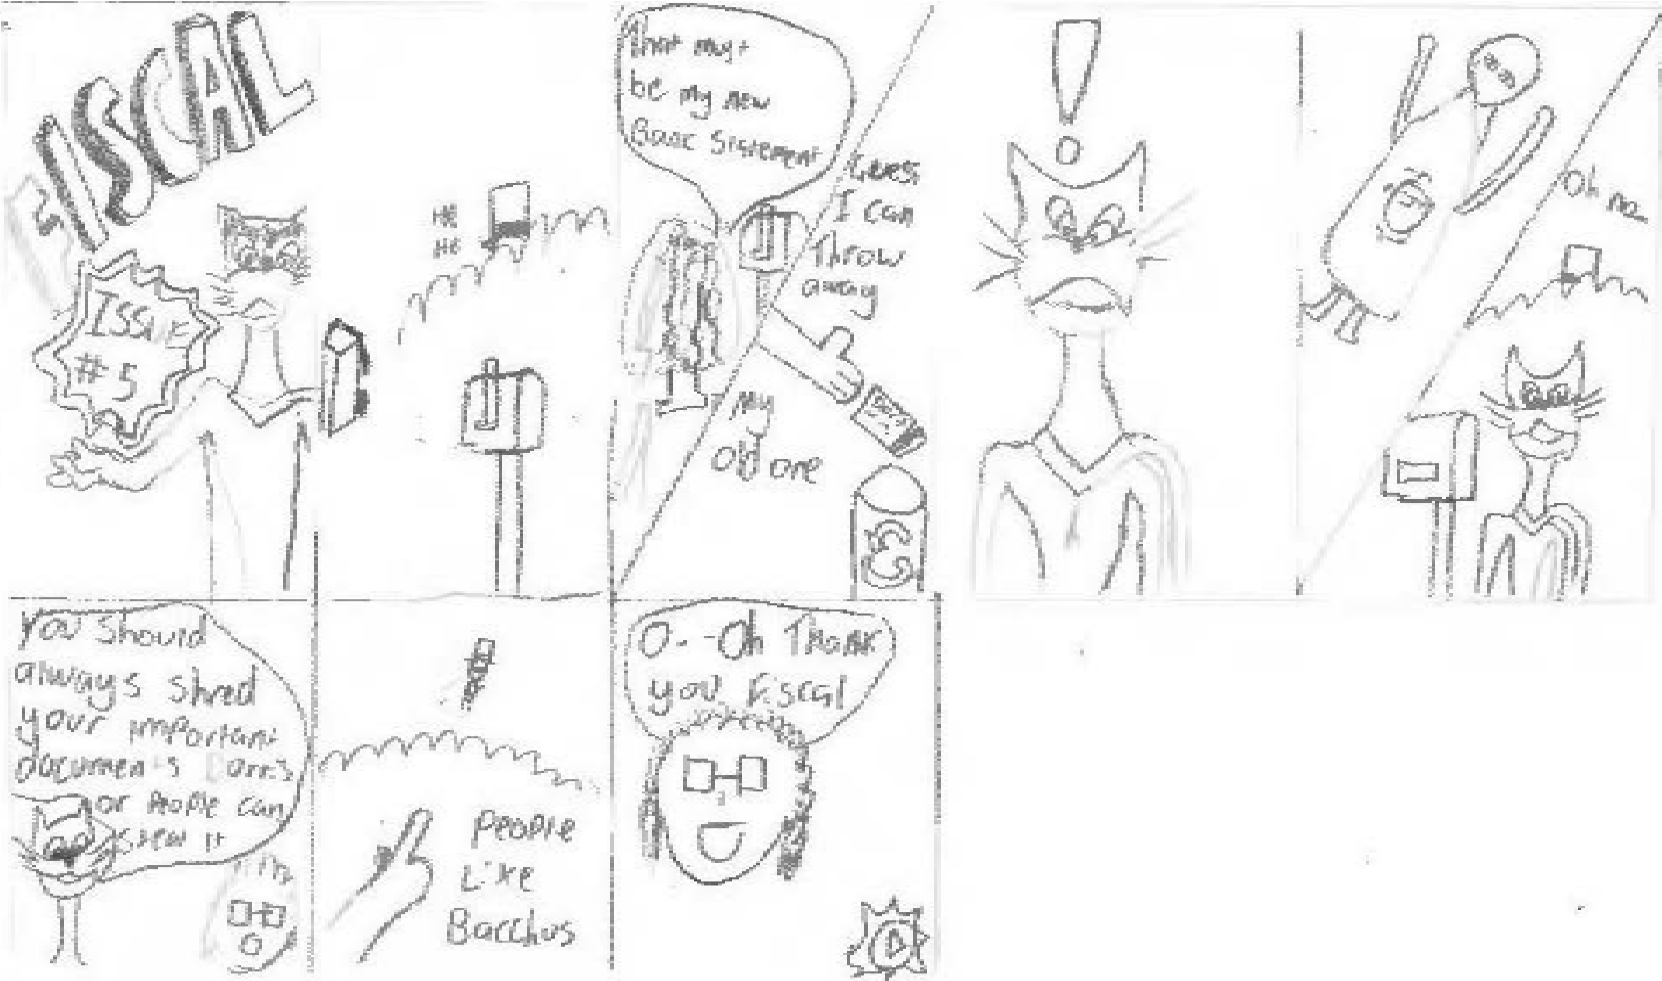 FISCAL
ISSUE
#5
HE
HE
That must
be my new
Bank Statement
Guess
I can
Throw
away
My
old one
!
Oh no
You should
always shred
your important
documents
or People can
steal it
People
Like
Bacchus
O--Oh Thank
you Fiscal